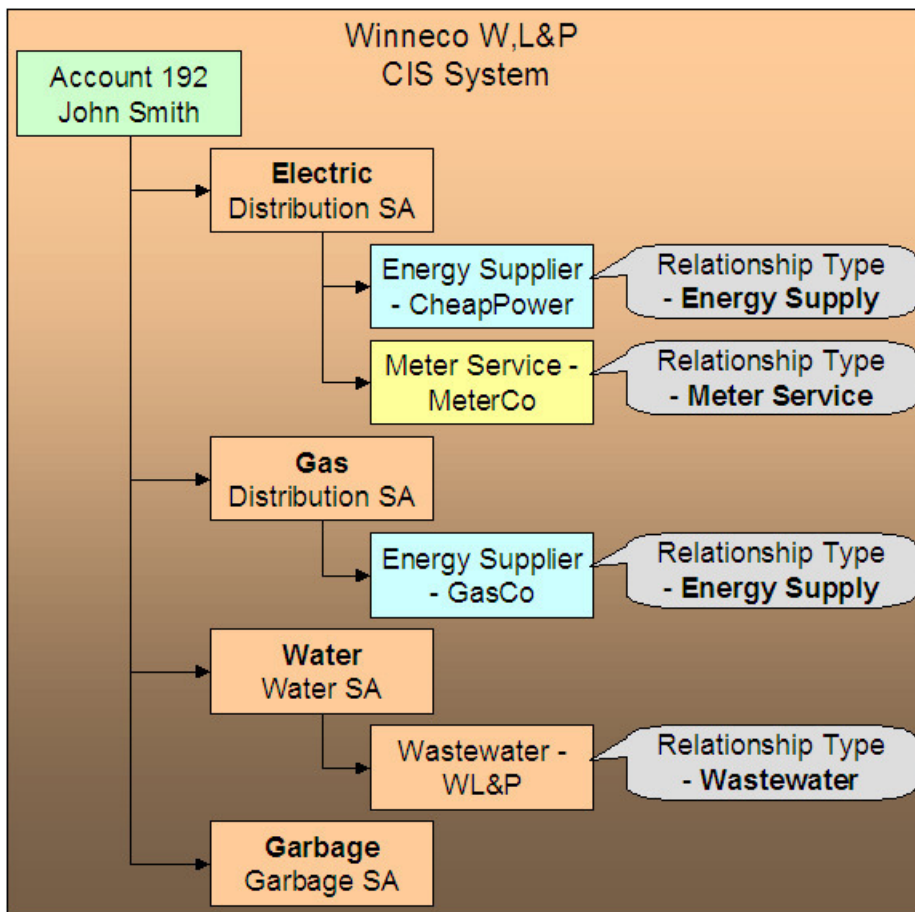 Winneco W,L&P
CIS System
Account 192
John Smith
Electric
Distribution SA
Energy Supplier
- CheapPower
Relationship Type
- Energy Supply
Meter Service -
MeterCo
Relationship Type
- Meter Service
Gas
Distribution SA
Energy Supplier
- GasCo
Relationship Type
- Energy Supply
Water
Water SA
Wastewater -
WL&P
Relationship Type
- Wastewater
Garbage
Garbage SA